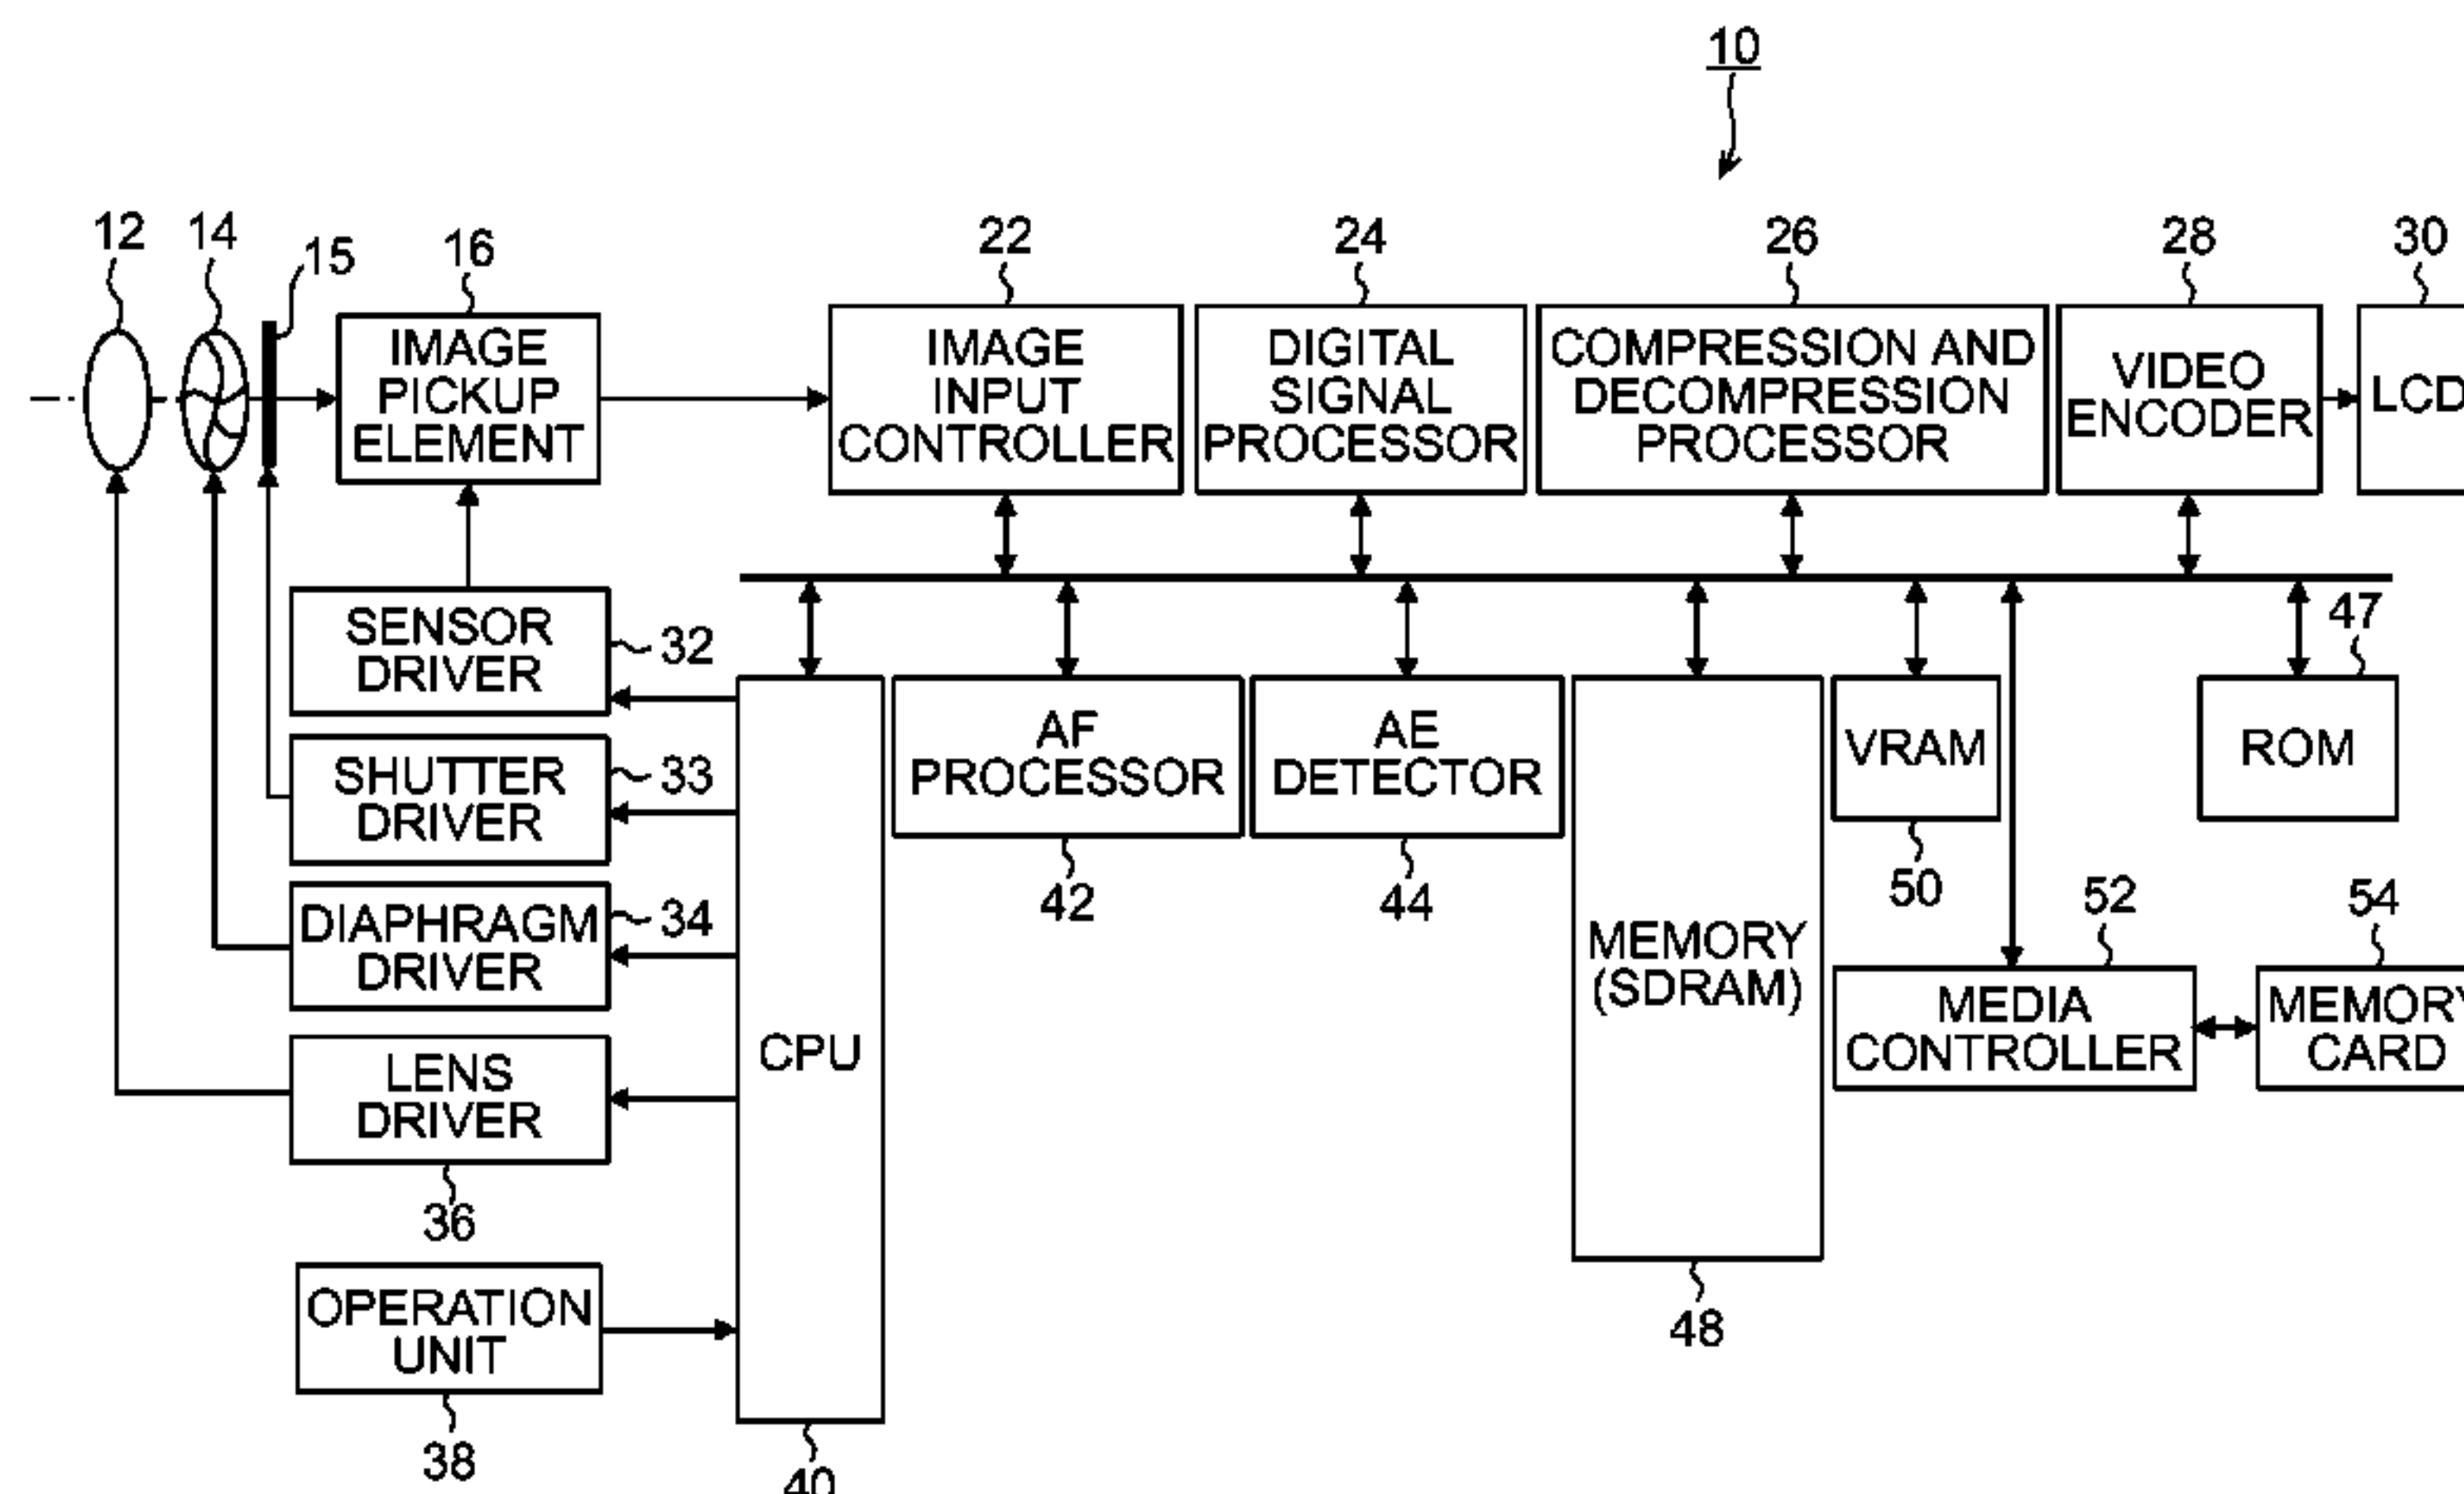 10
12
14
15
16
22
24
26
28
30
IMAGE
PICKUP
ELEMENT
IMAGE
INPUT
CONTROLLER
DIGITAL
SIGNAL
PROCESSOR
COMPRESSION AND
DECOMPRESSION
PROCESSOR
VIDEO
ENCODER
LCD
SENSOR
DRIVER
32
47
SHUTTER
DRIVER
33
DIAPHRAGM
DRIVER
34
LENS
DRIVER
36
OPERATION
UNIT
38
CPU
40
AF
PROCESSOR
42
AE
DETECTOR
44
MEMORY
(SDRAM)
48
VRAM
50
ROM
52
54
MEDIA
CONTROLLER
MEMORY
CARD